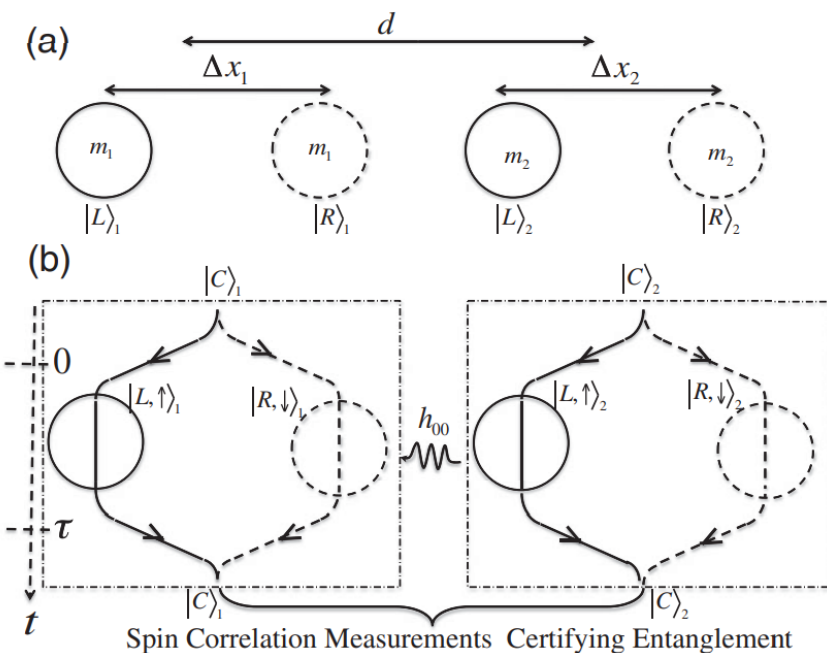 (a)
d
Δx₁ Δx₂
m₁ m₁ m₂ m₂
|L⟩₁ |R⟩₁ |L⟩₂ |R⟩₂
(b)
|C⟩₁ |C⟩₂
0
|L,↑⟩₁ |R,↓⟩₁ |L,↑⟩₂ |R,↓⟩₂
h₀₀
τ
|C⟩₁ |C⟩₂
t
Spin Correlation Measurements Certifying Entanglement